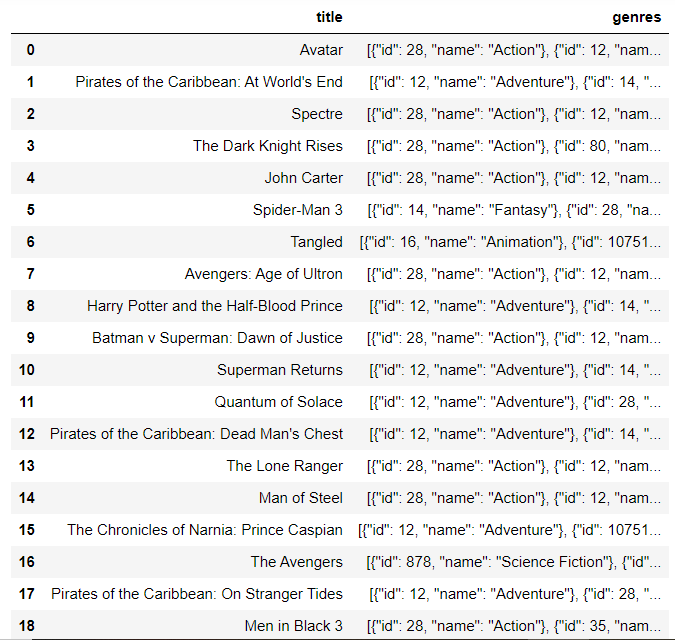 title genres
0 Avatar [{"id": 28, "name": "Action"}, {"id": 12, "nam...
1 Pirates of the Caribbean: At World's End [{"id": 12, "name": "Adventure"}, {"id": 14, "...
2 Spectre [{"id": 28, "name": "Action"}, {"id": 12, "nam...
3 The Dark Knight Rises [{"id": 28, "name": "Action"}, {"id": 80, "nam...
4 John Carter [{"id": 28, "name": "Action"}, {"id": 12, "nam...
5 Spider-Man 3 [{"id": 14, "name": "Fantasy"}, {"id": 28, "na...
6 Tangled [{"id": 16, "name": "Animation"}, {"id": 10751...
7 Avengers: Age of Ultron [{"id": 28, "name": "Action"}, {"id": 12, "nam...
8 Harry Potter and the Half-Blood Prince [{"id": 12, "name": "Adventure"}, {"id": 14, "...
9 Batman v Superman: Dawn of Justice [{"id": 28, "name": "Action"}, {"id": 12, "nam...
10 Superman Returns [{"id": 12, "name": "Adventure"}, {"id": 14, "...
11 Quantum of Solace [{"id": 12, "name": "Adventure"}, {"id": 28, "...
12 Pirates of the Caribbean: Dead Man's Chest [{"id": 12, "name": "Adventure"}, {"id": 14, "...
13 The Lone Ranger [{"id": 28, "name": "Action"}, {"id": 12, "nam...
14 Man of Steel [{"id": 28, "name": "Action"}, {"id": 12, "nam...
15 The Chronicles of Narnia: Prince Caspian [{"id": 12, "name": "Adventure"}, {"id": 10751...
16 The Avengers [{"id": 878, "name": "Science Fiction"}, {"id"...
17 Pirates of the Caribbean: On Stranger Tides [{"id": 12, "name": "Adventure"}, {"id": 28, "...
18 Men in Black 3 [{"id": 28, "name": "Action"}, {"id": 35, "nam...